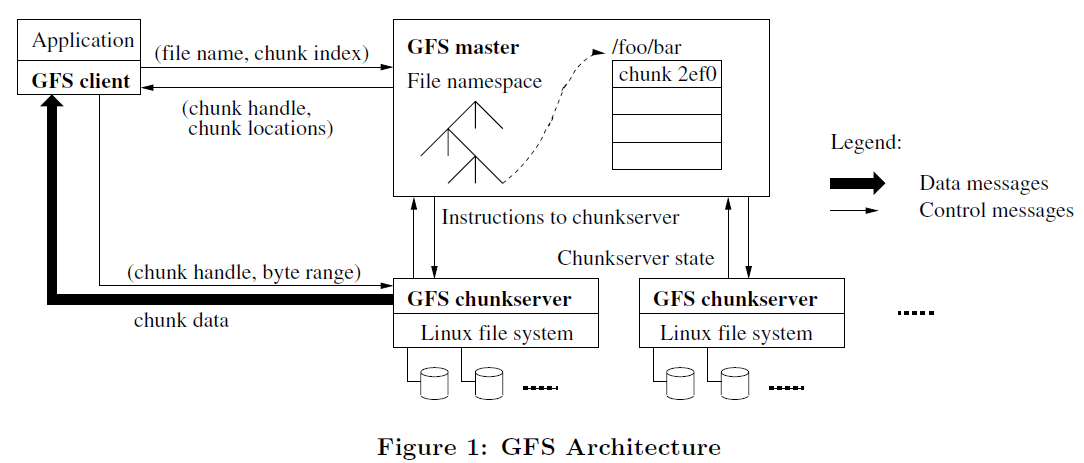 Application
GFS client
(file name, chunk index)
(chunk handle,
chunk locations)
GFS master
File namespace
/foo/bar
chunk 2ef0
Legend:
Data messages
Control messages
Instructions to chunkserver
Chunkserver state
(chunk handle, byte range)
chunk data
GFS chunkserver
Linux file system
GFS chunkserver
Linux file system
Figure 1: GFS Architecture